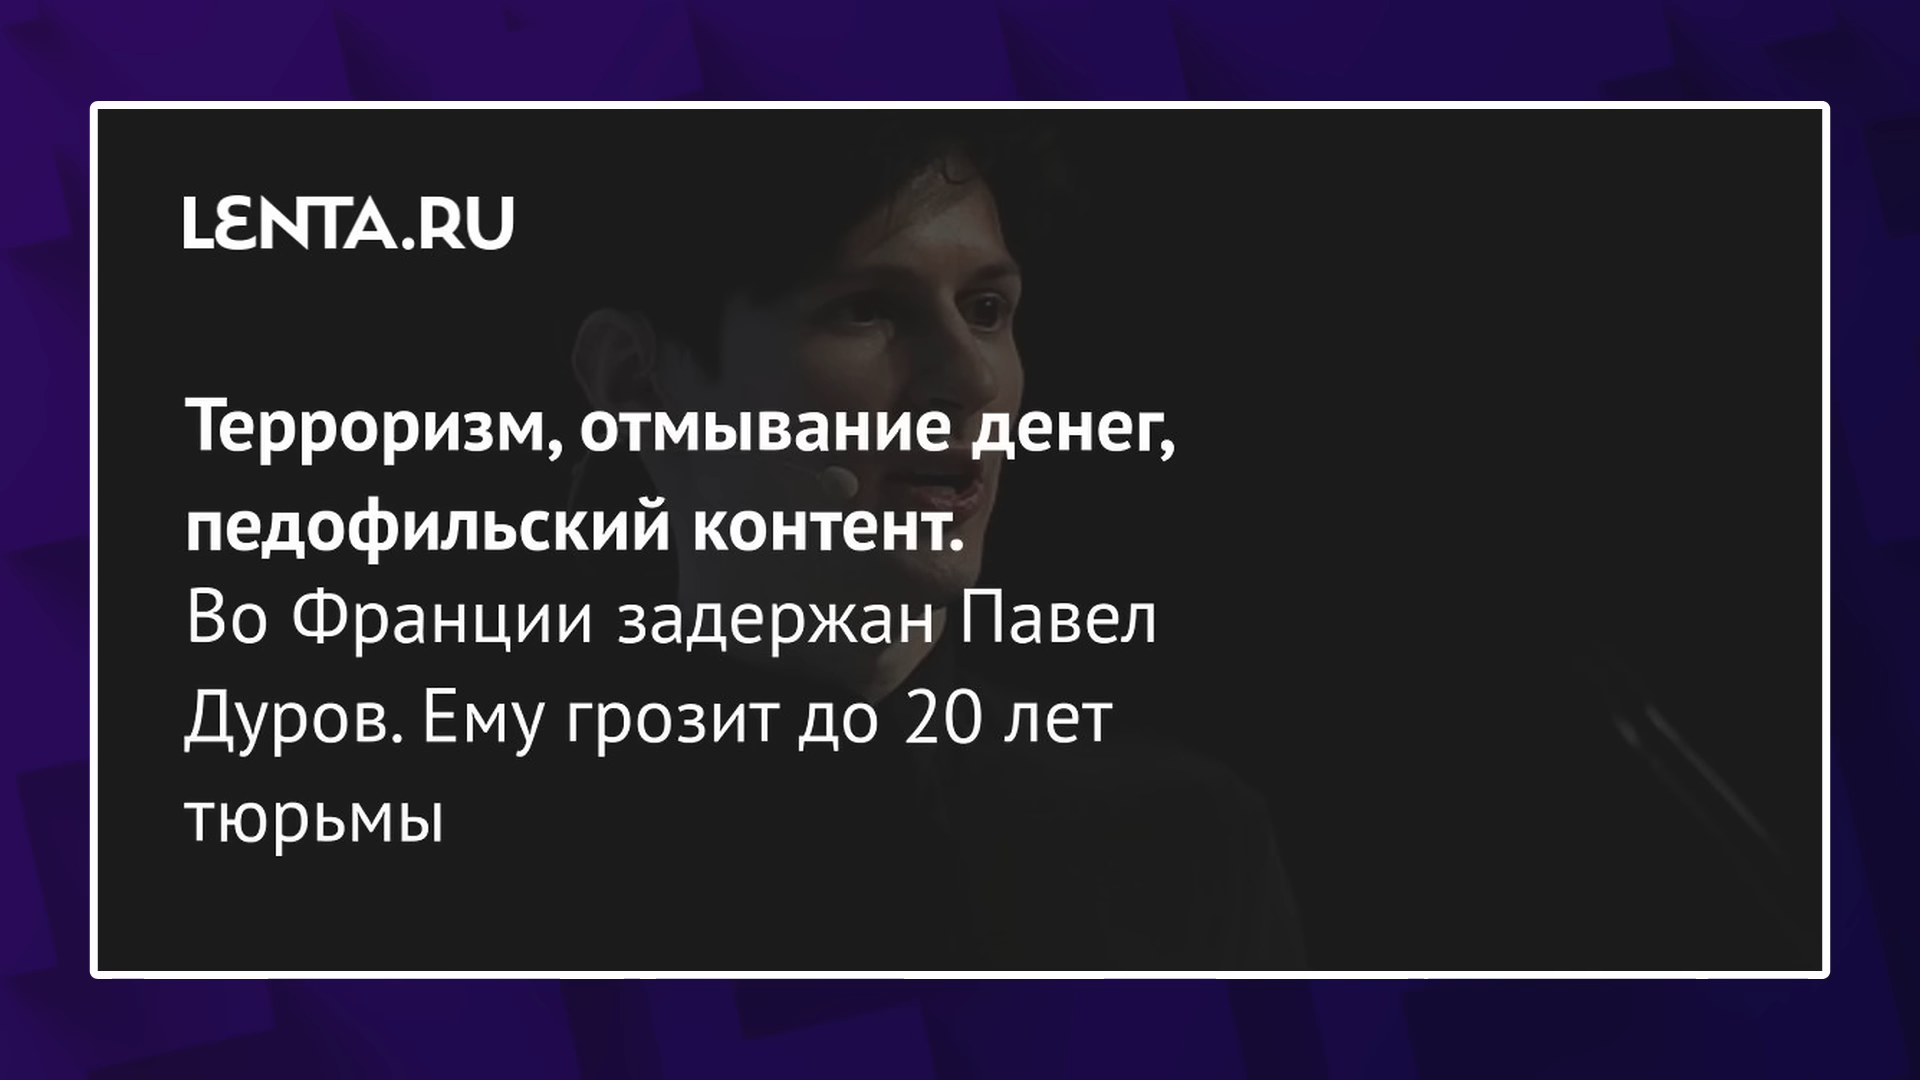 LENTA.RU
Терроризм, отмывание денег,
педофильский контент.
Во Франции задержан Павел
Дуров. Ему грозит до 20 лет
тюрьмы